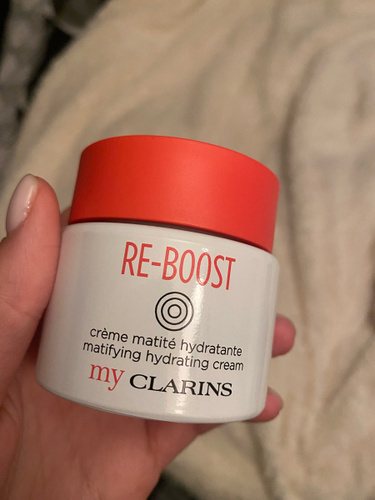 RE-BOOST
crème matité hydratante
matifying hydrating cream
my CLARINS